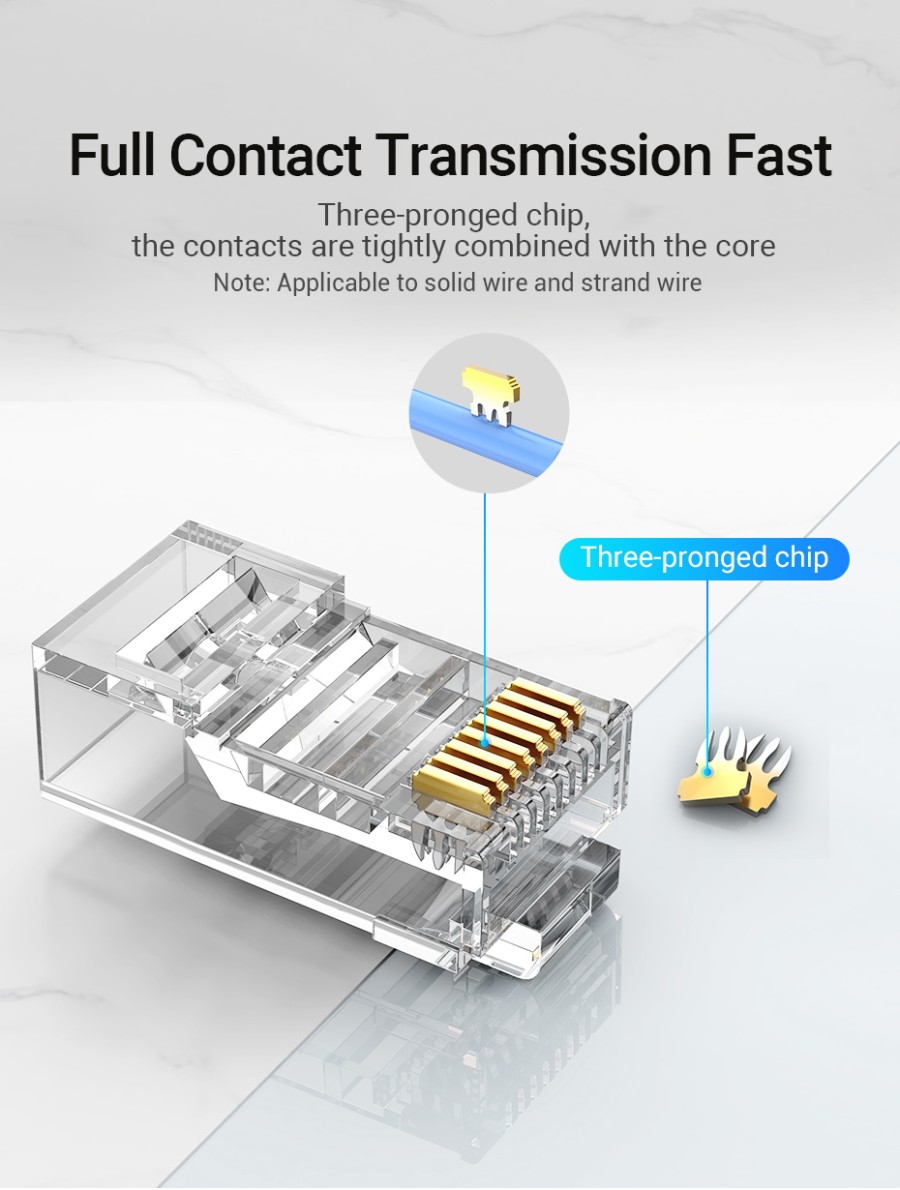 Full Contact Transmission Fast
Three-pronged chip,
the contacts are tightly combined with the core
Note: Applicable to solid wire and strand wire
Three-pronged chip